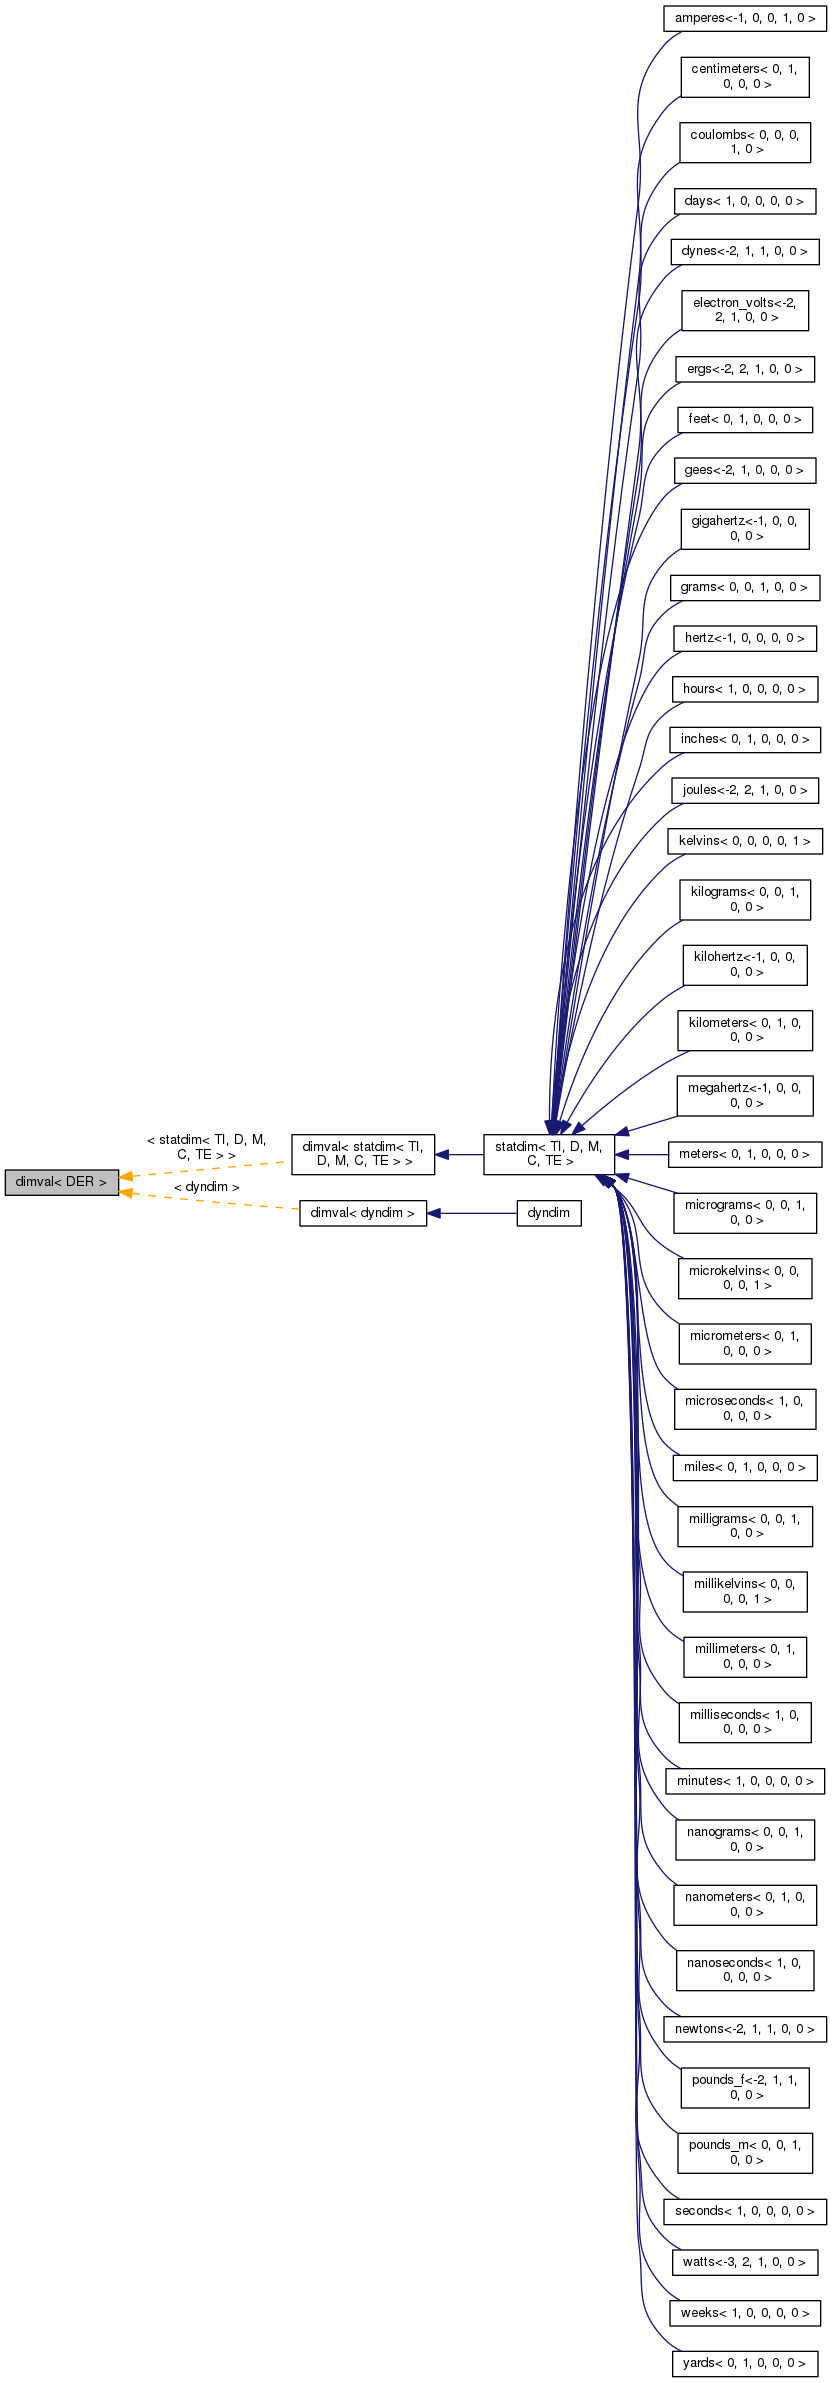 amperes<-1, 0, 0, 1, 0 >
centimeters< 0, 1,
0, 0, 0 >
coulombs< 0, 0, 0,
1, 0 >
days< 1, 0, 0, 0, 0 >
dynes<-2, 1, 1, 0, 0 >
electron_volts<-2,
2, 1, 0, 0 >
ergs<-2, 2, 1, 0, 0 >
feet< 0, 1, 0, 0, 0 >
gees<-2, 1, 0, 0, 0 >
gigahertz<-1, 0, 0,
0, 0 >
grams< 0, 0, 1, 0, 0 >
hertz<-1, 0, 0, 0, 0 >
hours< 1, 0, 0, 0, 0 >
inches< 0, 1, 0, 0, 0 >
joules<-2, 2, 1, 0, 0 >
kelvins< 0, 0, 0, 0, 1 >
kilograms< 0, 0, 1,
0, 0 >
kilohertz<-1, 0, 0,
0, 0 >
kilometers< 0, 1, 0,
0, 0 >
megahertz<-1, 0, 0,
0, 0 >
< statdim< TI, D, M,
C, TE > >
dimval< statdim< TI,
D, M, C, TE > >
statdim< TI, D, M,
C, TE >
meters< 0, 1, 0, 0, 0 >
dimval< DER >
< dyndim >
dimval< dyndim >
dyndim
micrograms< 0, 0, 1,
0, 0 >
microkelvins< 0, 0,
0, 0, 1 >
micrometers< 0, 1,
0, 0, 0 >
microseconds< 1, 0,
0, 0, 0 >
miles< 0, 1, 0, 0, 0 >
milligrams< 0, 0, 1,
0, 0 >
millikelvins< 0, 0,
0, 0, 1 >
millimeters< 0, 1,
0, 0, 0 >
milliseconds< 1, 0,
0, 0, 0 >
minutes< 1, 0, 0, 0, 0 >
nanograms< 0, 0, 1,
0, 0 >
nanometers< 0, 1, 0,
0, 0 >
nanoseconds< 1, 0,
0, 0, 0 >
newtons<-2, 1, 1, 0, 0 >
pounds_f<-2, 1, 1,
0, 0 >
pounds_m< 0, 0, 1,
0, 0 >
seconds< 1, 0, 0, 0, 0 >
watts<-3, 2, 1, 0, 0 >
weeks< 1, 0, 0, 0, 0 >
yards< 0, 1, 0, 0, 0 >